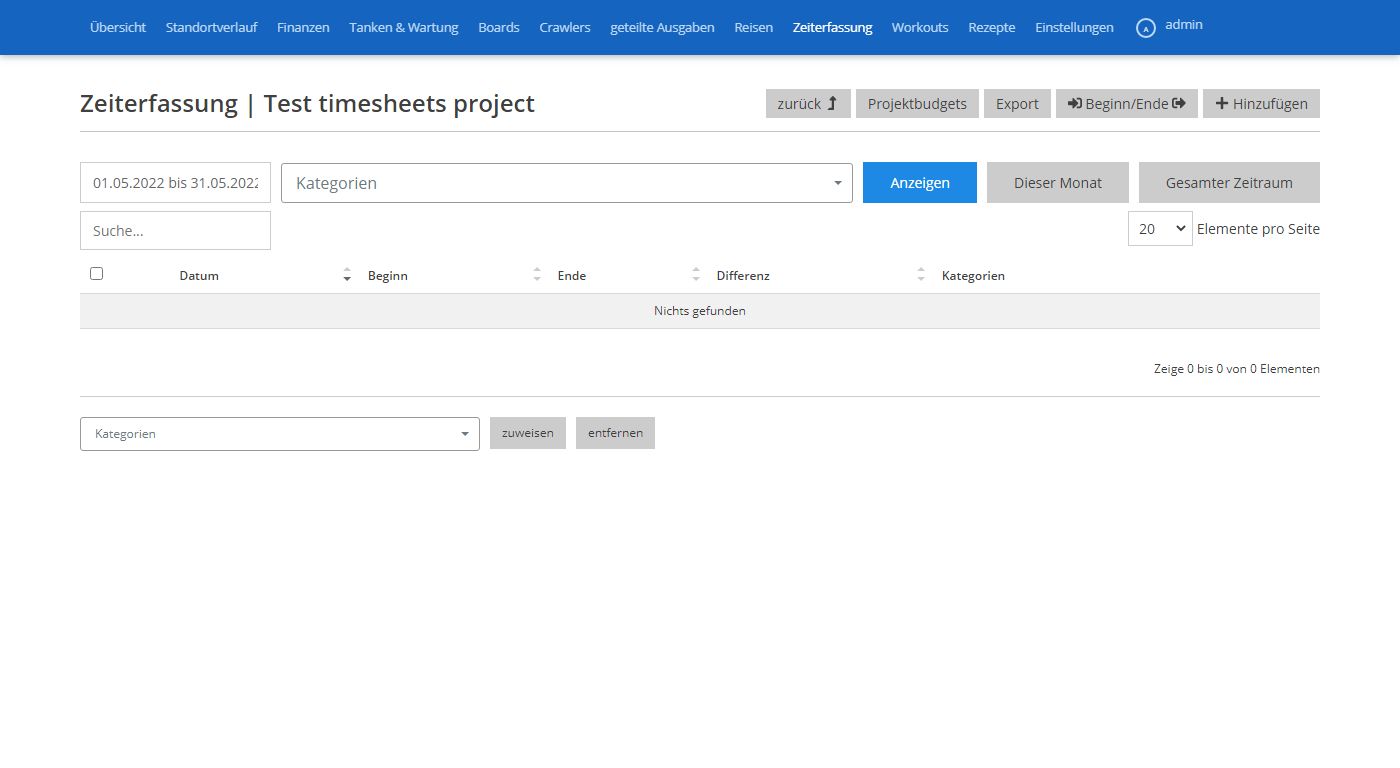 Übersicht Standortverlauf Finanzen Tanken & Wartung Boards Crawlers geteilte Ausgaben Reisen Zeiterfassung Workouts Rezepte Einstellungen A admin
Zeiterfassung | Test timesheets project zurück Projektbudgets Export Beginn/Ende Hinzufügen
01.05.2022 bis 31.05.2022 Kategorien Anzeigen Dieser Monat Gesamter Zeitraum
Suche... 20 Elemente pro Seite
Datum Beginn Ende Differenz Kategorien
Nichts gefunden
Zeige 0 bis 0 von 0 Elementen
Kategorien zuweisen entfernen